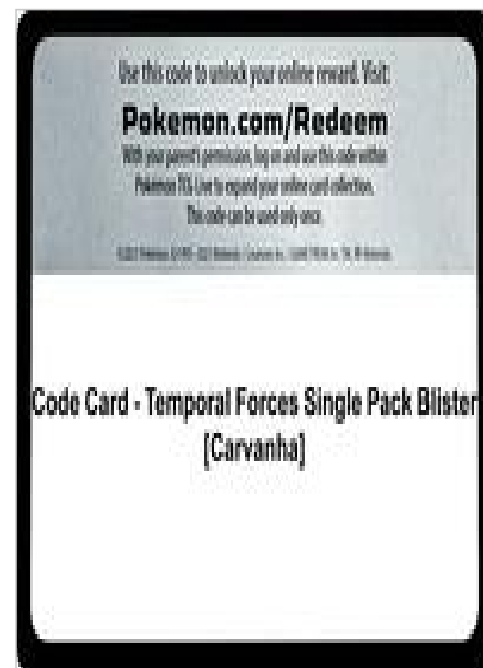 Use this code to unlock your online reward. Visit:
Pokemon.com/Redeem
With your parent's permission, log on and use this code within
Pokémon TCG Live to expand your online card collection.
This code can be used only once.
Code Card - Temporal Forces Single Pack Blister
[Carvanha]